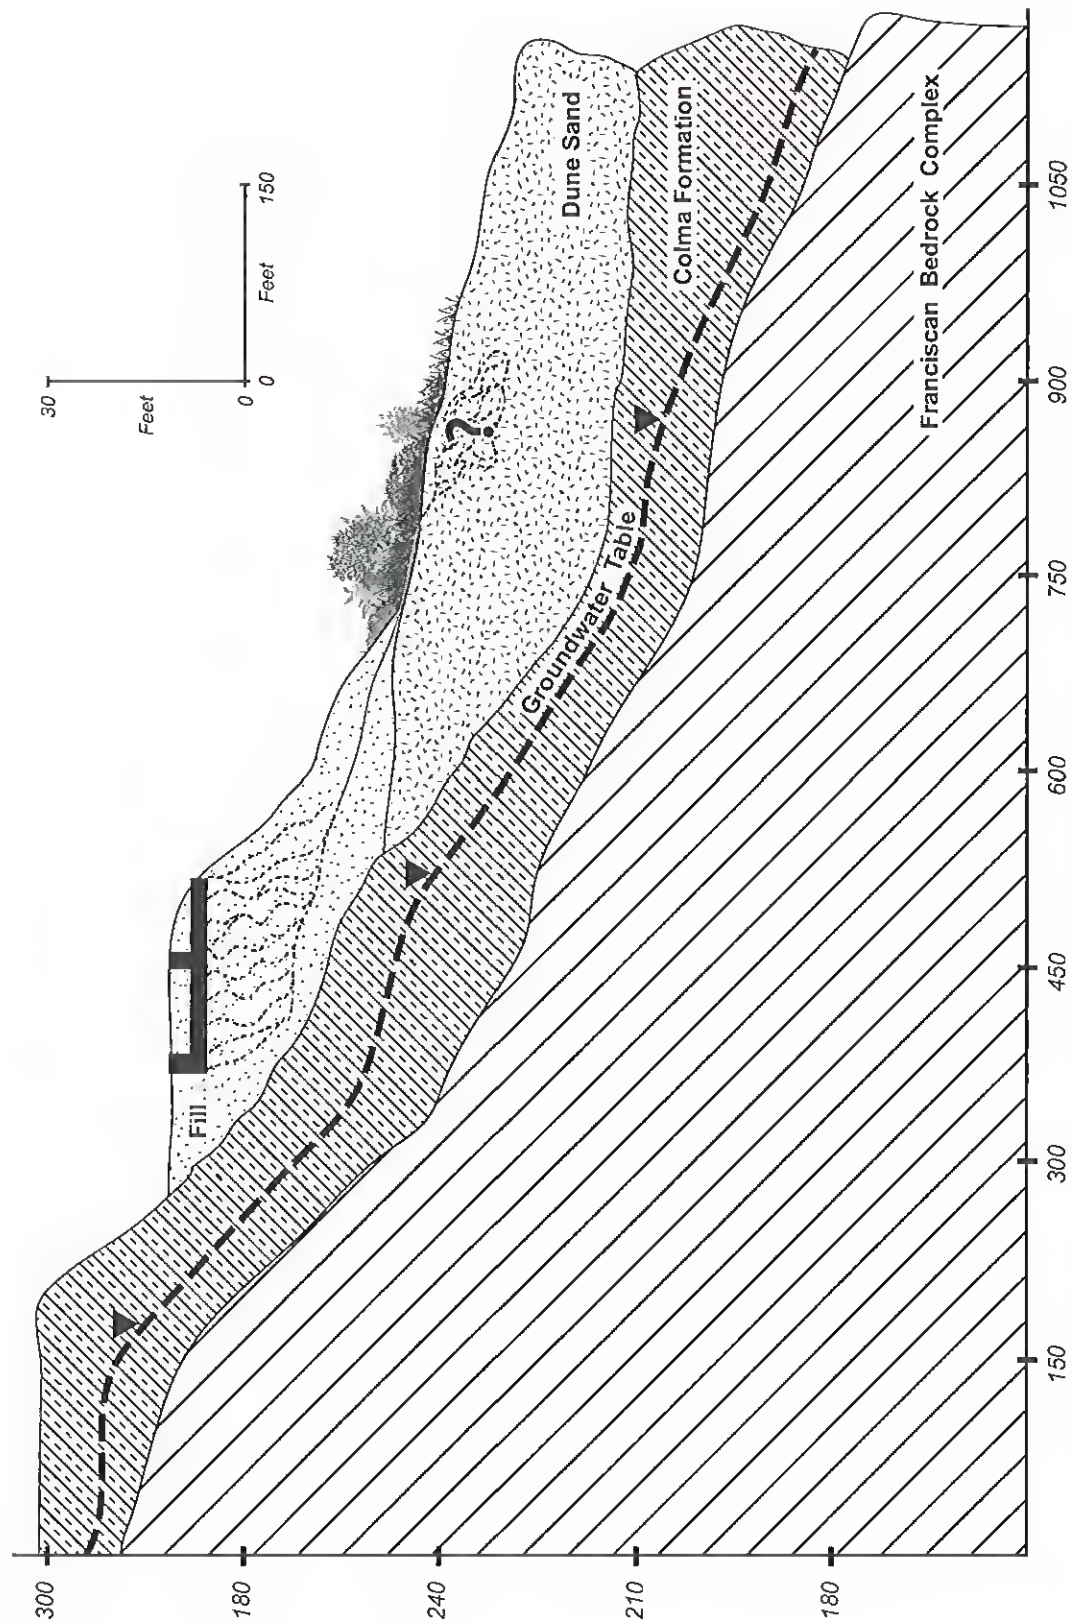 30
Feet
0
0
Feet
150
Fill
?
Dune Sand
Groundwater Table
Colma Formation
Franciscan Bedrock Complex
300
180
240
210
180
150
300
450
600
750
900
1050